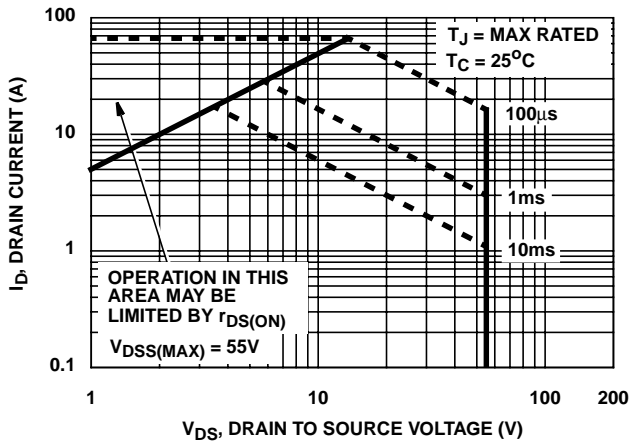 100
T_J = MAX RATED
T_C = 25°C
100μs
10
1ms
1
10ms
OPERATION IN THIS
AREA MAY BE
LIMITED BY r_DS(ON)
V_DSS(MAX) = 55V
0.1
1
10
100
200
I_D, DRAIN CURRENT (A)
V_DS, DRAIN TO SOURCE VOLTAGE (V)